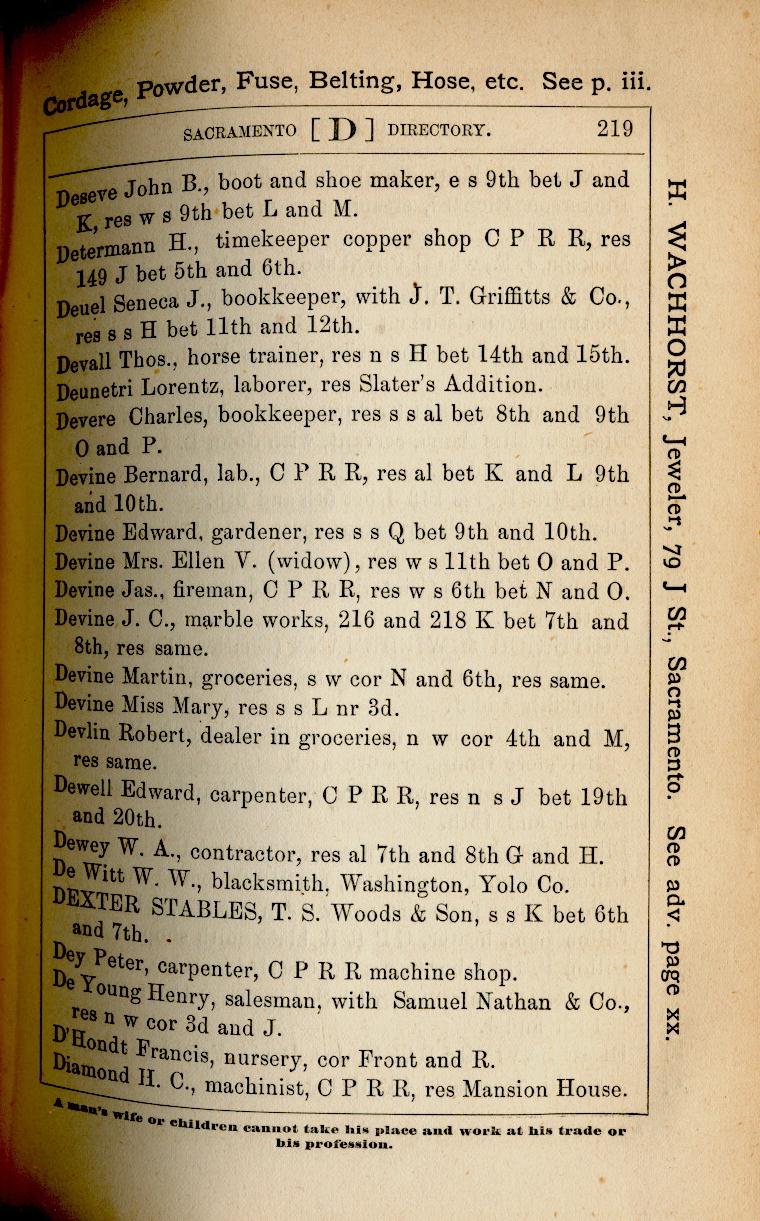 Cordage, Powder, Fuse, Belting, Hose, etc. See p. iii.
SACRAMENTO [ D ] DIRECTORY. 219
Deseve John B., boot and shoe maker, e s 9th bet J and
K, res w s 9th bet L and M.
Determann H., timekeeper copper shop C P R R, res
149 J bet 5th and 6th.
Deuel Seneca J., bookkeeper, with J. T. Griffitts & Co.,
res s s H bet 11th and 12th.
Devall Thos., horse trainer, res n s H bet 14th and 15th.
Deunetri Lorentz, laborer, res Slater's Addition.
Devere Charles, bookkeeper, res s s al bet 8th and 9th
O and P.
Devine Bernard, lab., C P R R, res al bet K and L 9th
and 10th.
Devine Edward, gardener, res s s Q bet 9th and 10th.
Devine Mrs. Ellen V. (widow), res w s 11th bet O and P.
Devine Jas., fireman, C P R R, res w s 6th bet N and O.
Devine J. C., marble works, 216 and 218 K bet 7th and
8th, res same.
Devine Martin, groceries, s w cor N and 6th, res same.
Devine Miss Mary, res s s L nr 3d.
Devlin Robert, dealer in groceries, n w cor 4th and M,
res same.
Dewell Edward, carpenter, C P R R, res n s J bet 19th
and 20th.
Dewey W. A., contractor, res al 7th and 8th G and H.
De Witt W. W., blacksmith, Washington, Yolo Co.
DEXTER STABLES, T. S. Woods & Son, s s K bet 6th
and 7th.
Dey Peter, carpenter, C P R R machine shop.
De Young Henry, salesman, with Samuel Nathan & Co.,
res n w cor 3d and J.
D'Hondt Francis, nursery, cor Front and R.
Diamond H. C., machinist, C P R R, res Mansion House.
A man's wife or children cannot take his place and work at his trade or
his profession.
H. WACHHORST, Jeweler, 79 J St., Sacramento. See adv. page xx.